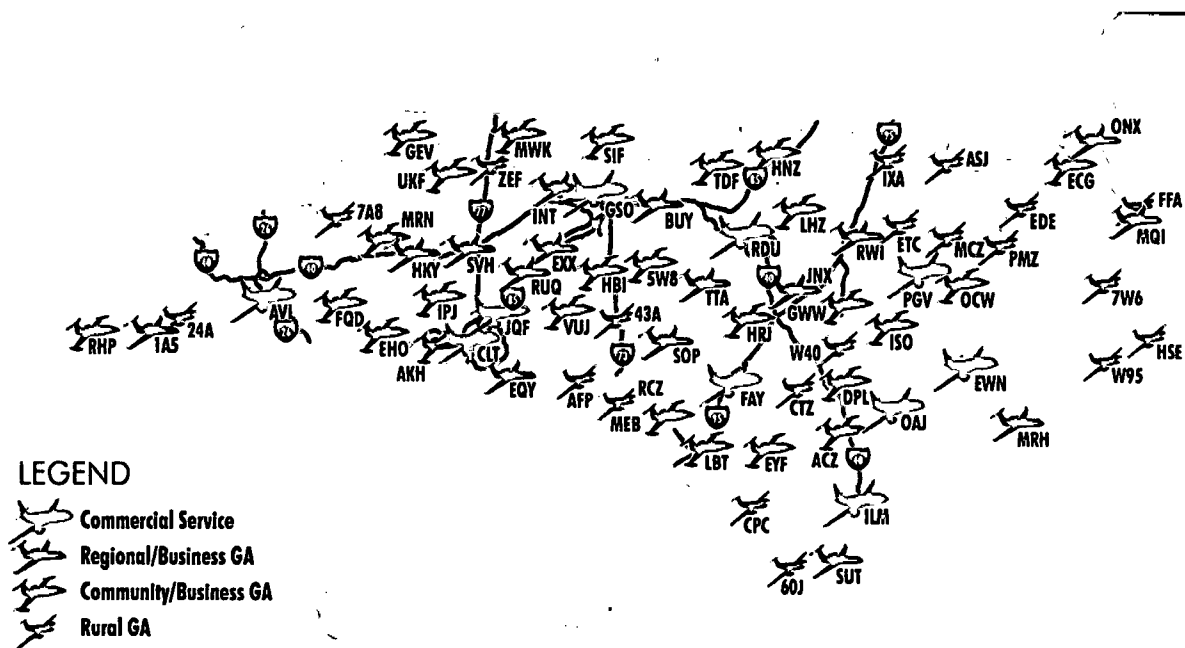 ONX
GEV
MWK
SIF
UKF
ZEF
TDF
HNZ
IXA
ASJ
ECG
7A8
INT
GSO
BUY
LHZ
EDE
FFA
MQI
MRN
HKY
SVH
EXX
RDU
RWI
ETC
MCZ
PMZ
RUQ
HBI
5W8
TTA
JNX
PGV
OCW
7W6
AVL
FQD
IPJ
JQF
VUJ
43A
GWW
HRJ
ISO
RHP
1A5
24A
EHO
AKH
CLT
SOP
W40
HSE
EQY
AFP
RCZ
MEB
FAY
CTZ
DPL
OAJ
EWN
W95
MRH
LBT
EYF
ACZ
CPC
ILM
60J
SUT
LEGEND
Commercial Service
Regional/Business GA
Community/Business GA
Rural GA